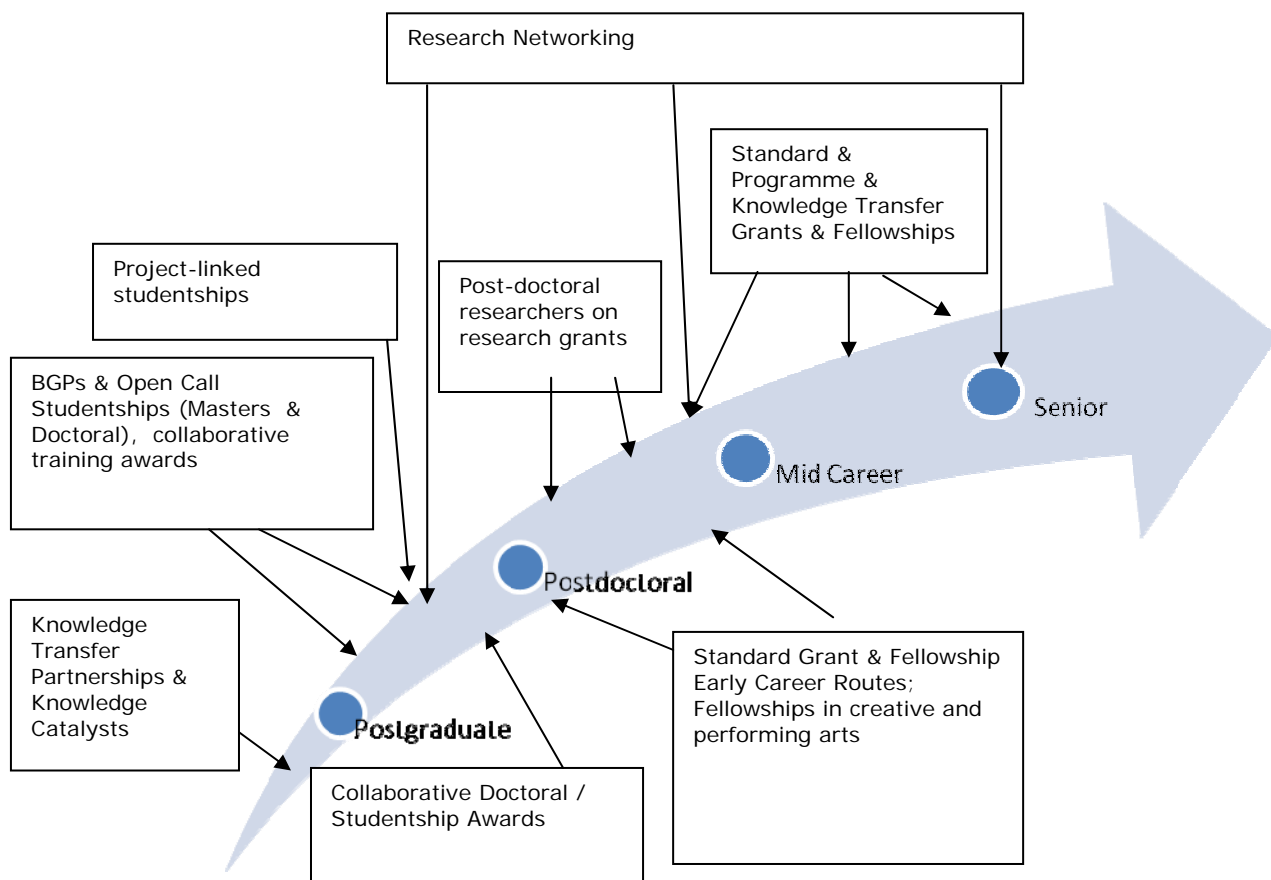 Research Networking
Standard &
Programme &
Knowledge Transfer
Grants & Fellowships
Project-linked
studentships
Post-doctoral
researchers on
research grants
BGPs & Open Call
Studentships (Masters & 
Doctoral), collaborative
training awards
Senior
Mid Career
Postdoctoral
Knowledge
Transfer
Partnerships &
Knowledge
Catalysts
Standard Grant & Fellowship
Early Career Routes;
Fellowships in creative and
performing arts
Postgraduate
Collaborative Doctoral /
Studentship Awards